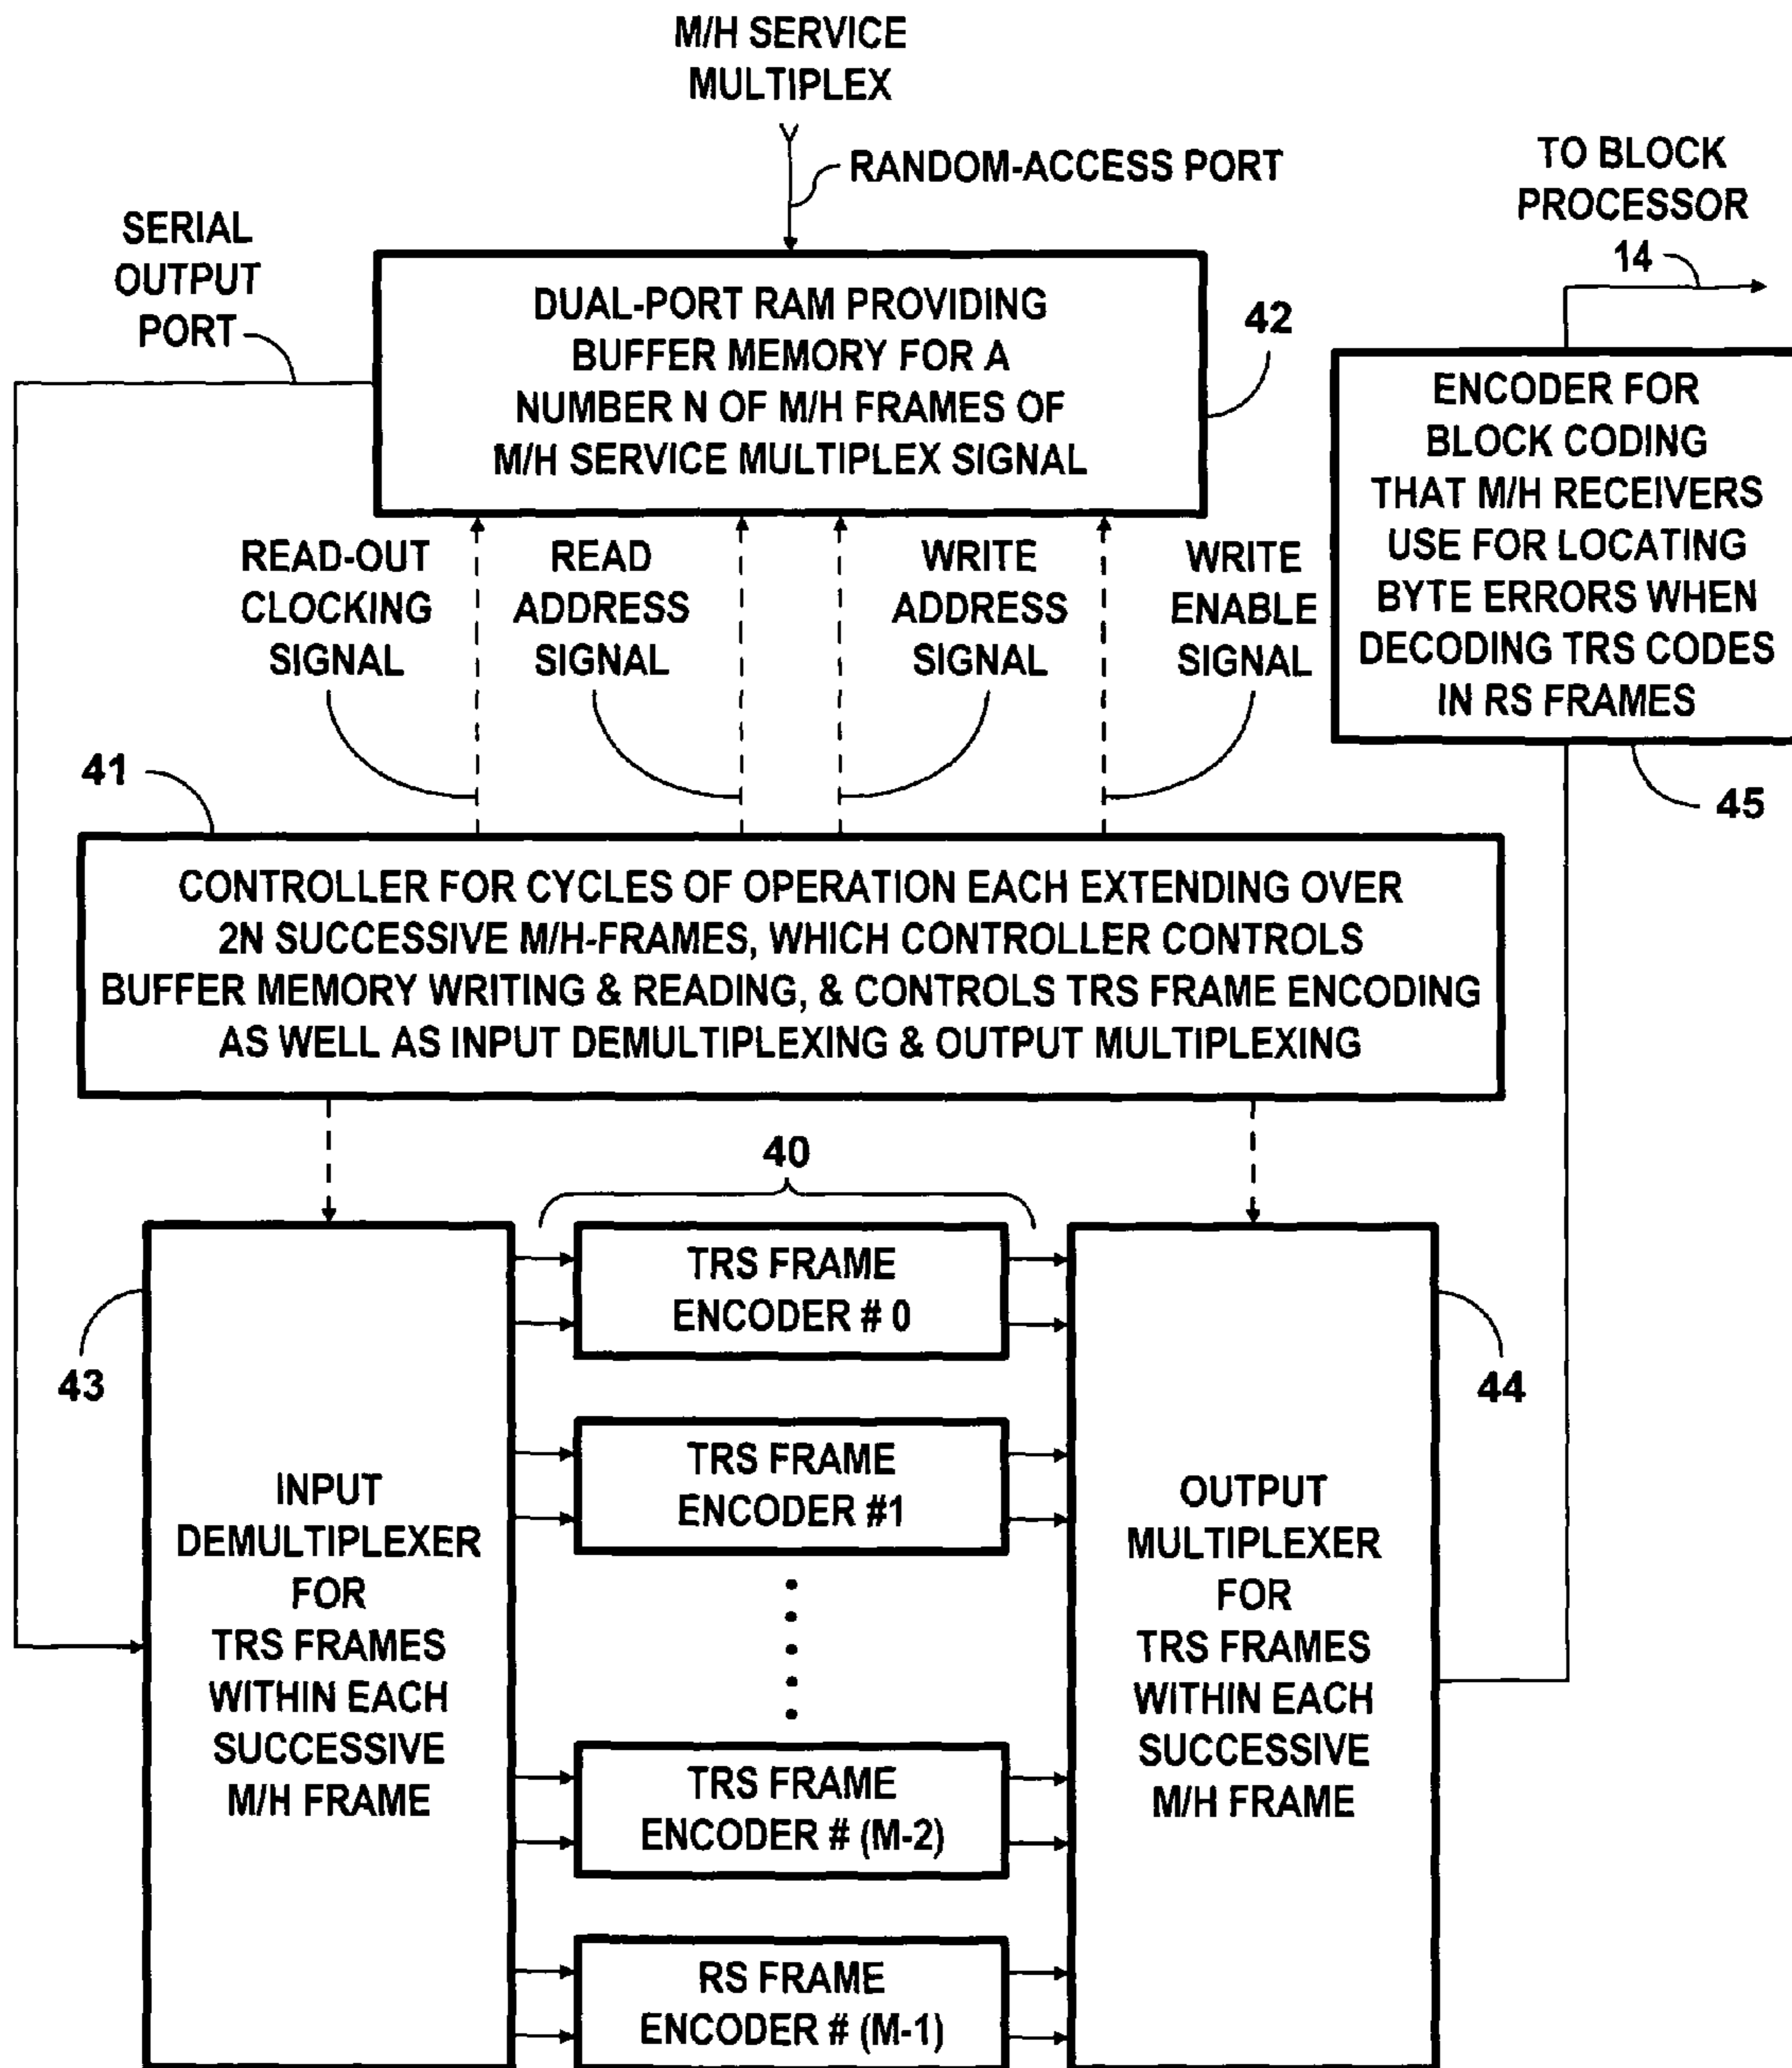 M/H SERVICE
MULTIPLEX
RANDOM-ACCESS PORT
TO BLOCK
PROCESSOR
14
SERIAL
OUTPUT
PORT
DUAL-PORT RAM PROVIDING
BUFFER MEMORY FOR A
NUMBER N OF M/H FRAMES OF
M/H SERVICE MULTIPLEX SIGNAL
42
ENCODER FOR
BLOCK CODING
THAT M/H RECEIVERS
USE FOR LOCATING
BYTE ERRORS WHEN
DECODING TRS CODES
IN RS FRAMES
45
READ-OUT
CLOCKING
SIGNAL
READ
ADDRESS
SIGNAL
WRITE
ADDRESS
SIGNAL
WRITE
ENABLE
SIGNAL
41
CONTROLLER FOR CYCLES OF OPERATION EACH EXTENDING OVER
2N SUCCESSIVE M/H-FRAMES, WHICH CONTROLLER CONTROLS
BUFFER MEMORY WRITING & READING, & CONTROLS TRS FRAME ENCODING
AS WELL AS INPUT DEMULTIPLEXING & OUTPUT MULTIPLEXING
40
43
INPUT
DEMULTIPLEXER
FOR
TRS FRAMES
WITHIN EACH
SUCCESSIVE
M/H FRAME
TRS FRAME
ENCODER # 0
TRS FRAME
ENCODER #1
TRS FRAME
ENCODER # (M-2)
RS FRAME
ENCODER # (M-1)
44
OUTPUT
MULTIPLEXER
FOR
TRS FRAMES
WITHIN EACH
SUCCESSIVE
M/H FRAME